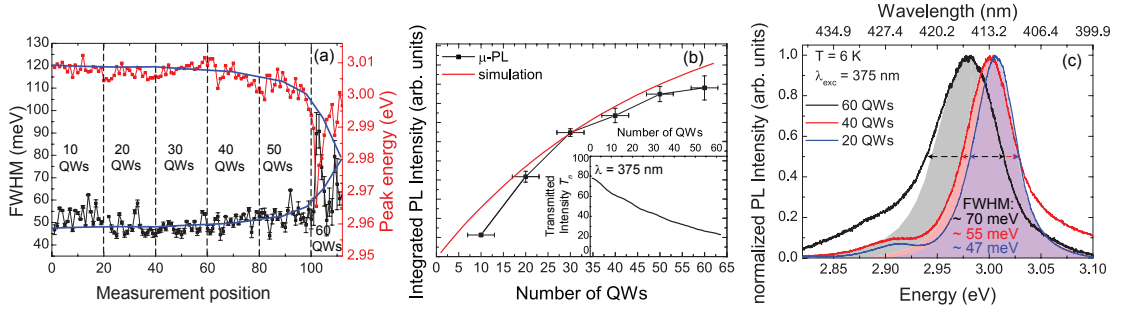 (a)
FWHM (meV)
130
120
110
100
90
80
70
60
50
40
10 QWs
20 QWs
30 QWs
40 QWs
50 QWs
60 QWs
3.01
3.00
2.99
2.98
2.97
2.96
2.95
Peak energy (eV)
0 20 40 60 80 100
Measurement position
(b)
Integrated PL Intensity (arb. units)
μ-PL
simulation
Number of QWs
0 10 20 30 40 50 60
λ = 375 nm
Transmitted
Intensity Tn
100
80
60
40
20
0
0 5 10 15 20 25 30 35 40 45 50 55 60 65
Number of QWs
Wavelength (nm)
434.9 427.4 420.2 413.2 406.4 399.9
(c)
normalized PL Intensity (arb. units)
1.0
0.8
0.6
0.4
0.2
0.0
T = 6 K
λexc = 375 nm
60 QWs
40 QWs
20 QWs
FWHM:
~ 70 meV
~ 55 meV
~ 47 meV
2.85 2.90 2.95 3.00 3.05 3.10
Energy (eV)